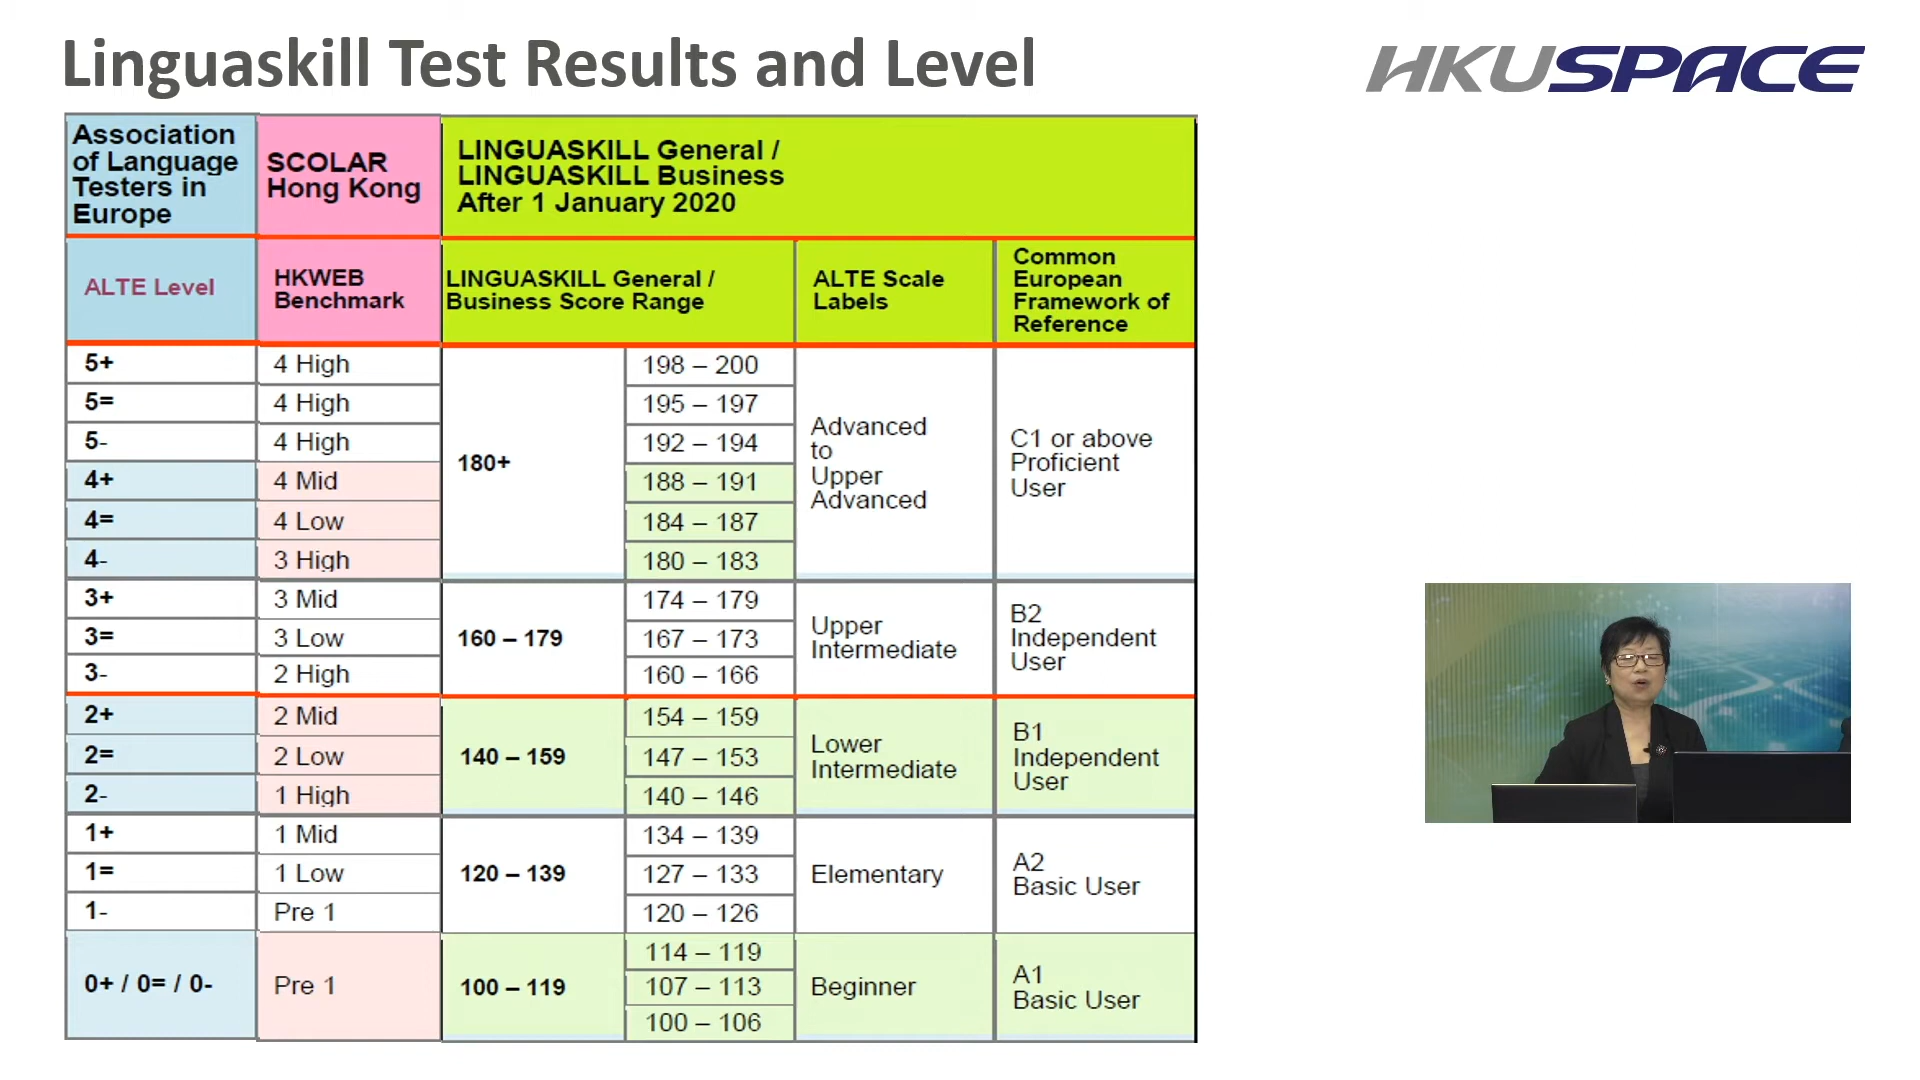 Linguaskill Test Results and Level
HKUSPACE
Association
of Language
Testers in
Europe
SCOLAR
Hong Kong
LINGUASKILL General /
LINGUASKILL Business
After 1 January 2020
ALTE Level
HKWEB
Benchmark
LINGUASKILL General /
Business Score Range
ALTE Scale
Labels
Common
European
Framework of
Reference
5+
4 High
180+
198 – 200
Advanced
to
Upper
Advanced
C1 or above
Proficient
User
5=
4 High
195 – 197
5-
4 High
192 – 194
4+
4 Mid
188 – 191
4=
4 Low
184 – 187
4-
3 High
180 – 183
3+
3 Mid
160 – 179
174 – 179
Upper
Intermediate
B2
Independent
User
3=
3 Low
167 – 173
3-
2 High
160 – 166
2+
2 Mid
140 – 159
154 – 159
Lower
Intermediate
B1
Independent
User
2=
2 Low
147 – 153
2-
1 High
140 – 146
1+
1 Mid
120 – 139
134 – 139
Elementary
A2
Basic User
1=
1 Low
127 – 133
1-
Pre 1
120 – 126
0+ / 0= / 0-
Pre 1
100 – 119
114 – 119
107 – 113
100 – 106
Beginner
A1
Basic User